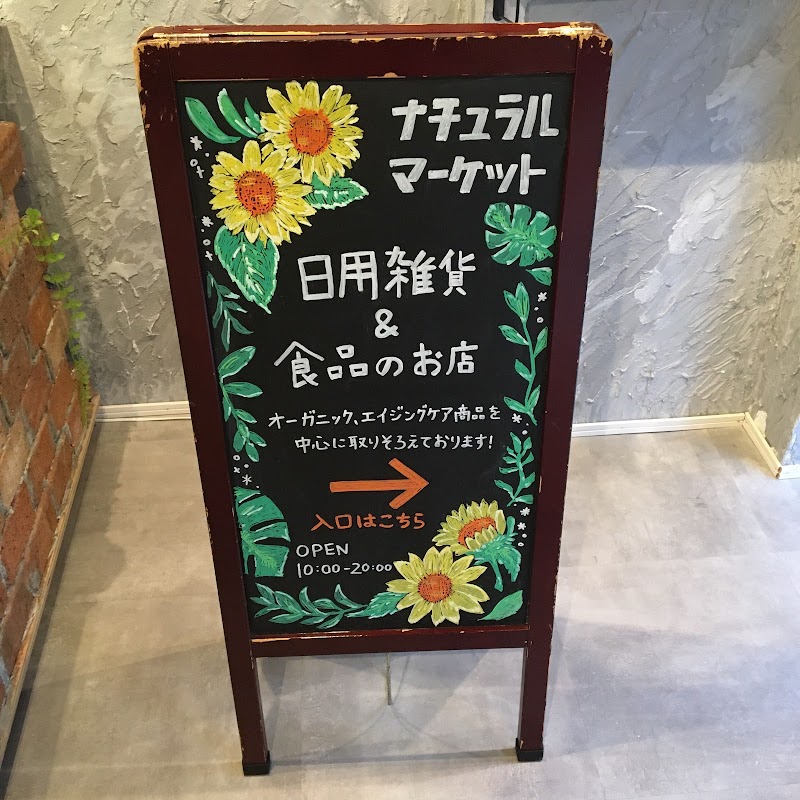 ナチュラル
マーケット
日用雑貨
&
食品のお店
オーガニック、エイジングケア商品を
中心に取りそろえております!
入口はこちら
OPEN
10:00-20:00